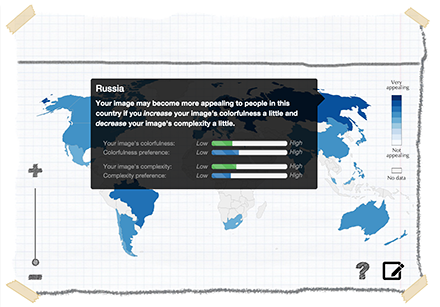 Russia
Your image may become more appealing to people in this
country if you increase your image's colorfulness a little and
decrease your image's complexity a little.
Your image's colorfulness: Low High
Colorfulness preference: Low High
Your image's complexity: Low High
Complexity preference: Low High
Very
appealing
Not
appealing
No data
?